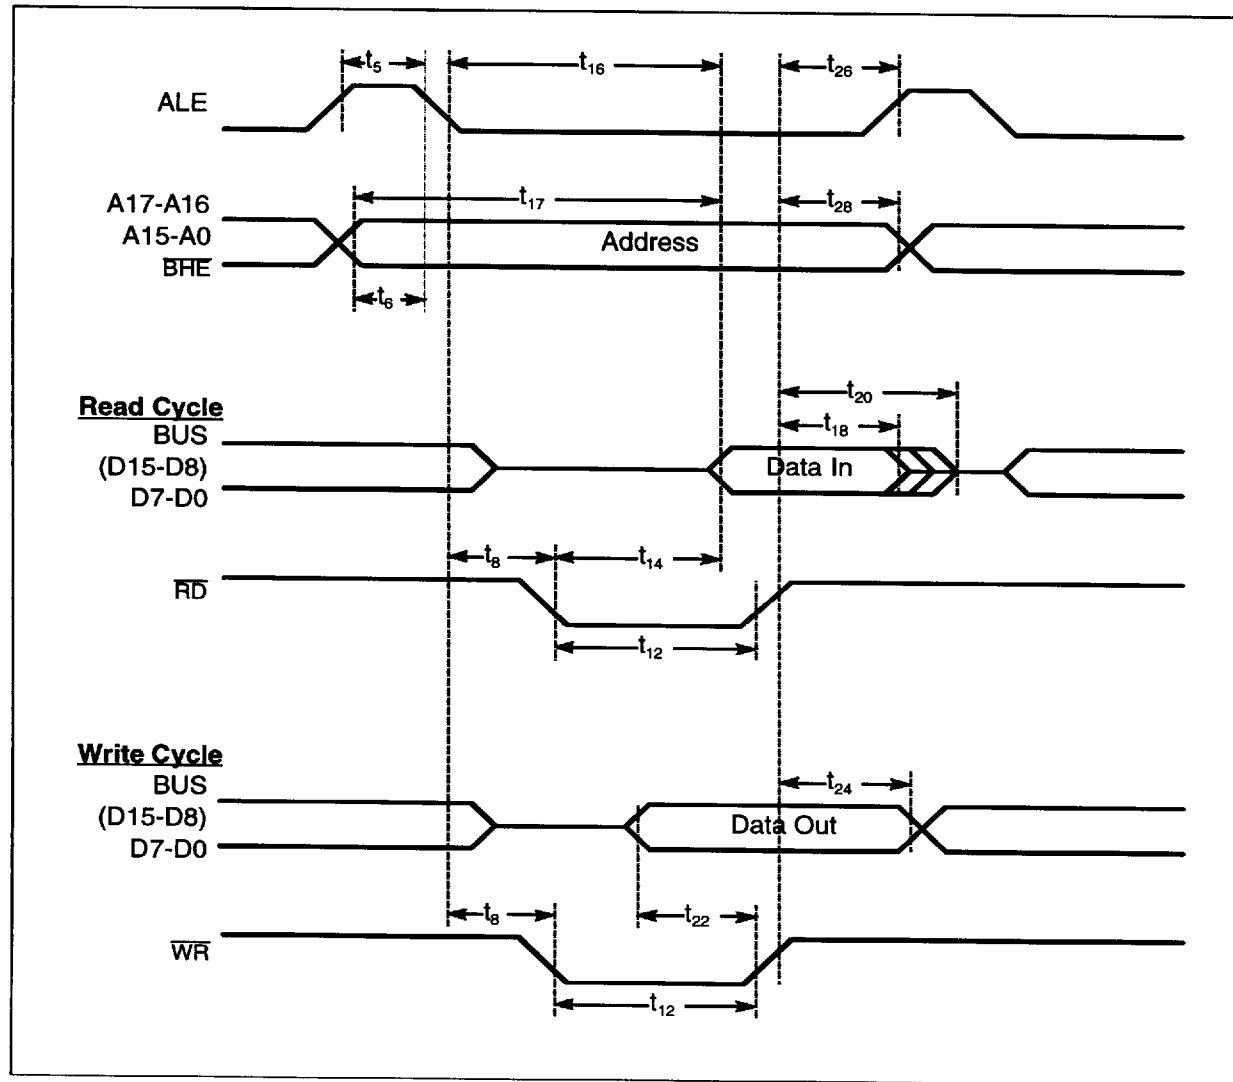 t5
t16
t26
ALE
A17-A16
t17
t28
A15-A0
Address
BHE
t6
t20
Read Cycle
t18
BUS
(D15-D8)
Data In
D7-D0
t8
t14
RD
t12
Write Cycle
BUS
t24
(D15-D8)
Data Out
D7-D0
t8
t22
WR
t12